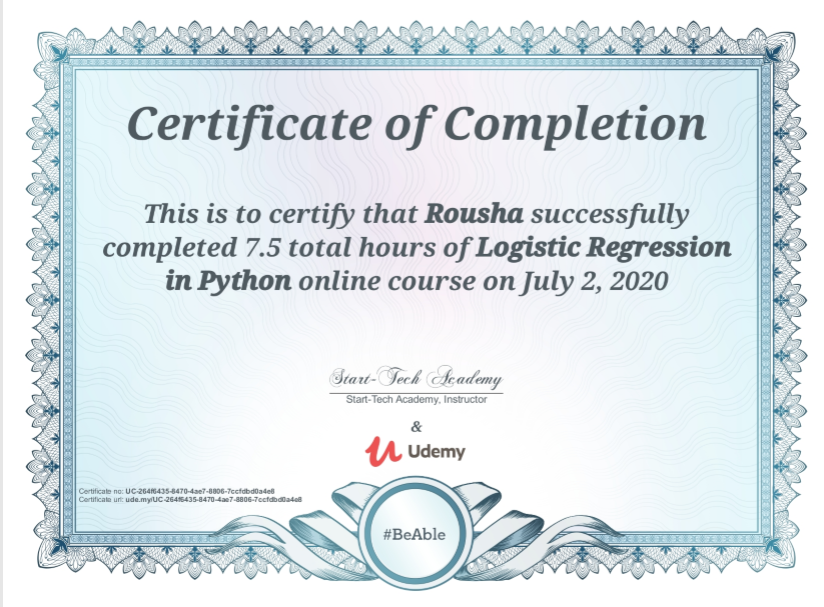 Certificate of Completion
This is to certify that Rousha successfully
completed 7.5 total hours of Logistic Regression
in Python online course on July 2, 2020
Start-Tech Academy
Start-Tech Academy, Instructor
&
Udemy
Certificate no: UC-264f6435-8470-4ae7-8806-7ccfdbd0a4e8
Certificate url: ude.my/UC-264f6435-8470-4ae7-8806-7ccfdbd0a4e8
#BeAble